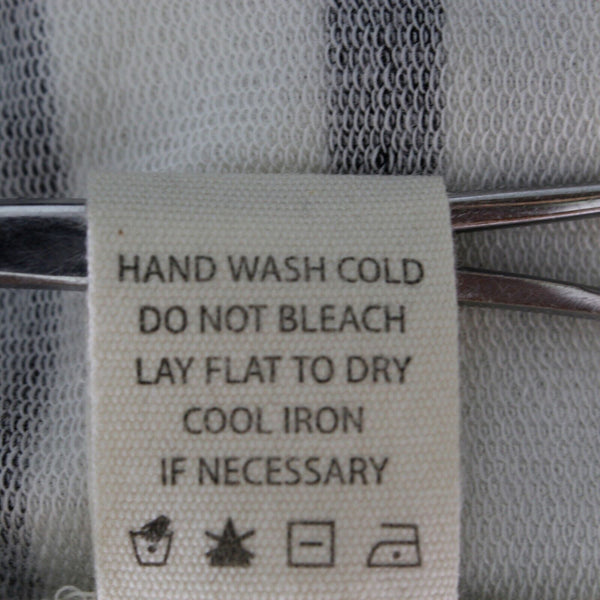 HAND WASH COLD
DO NOT BLEACH
LAY FLAT TO DRY
COOL IRON
IF NECESSARY